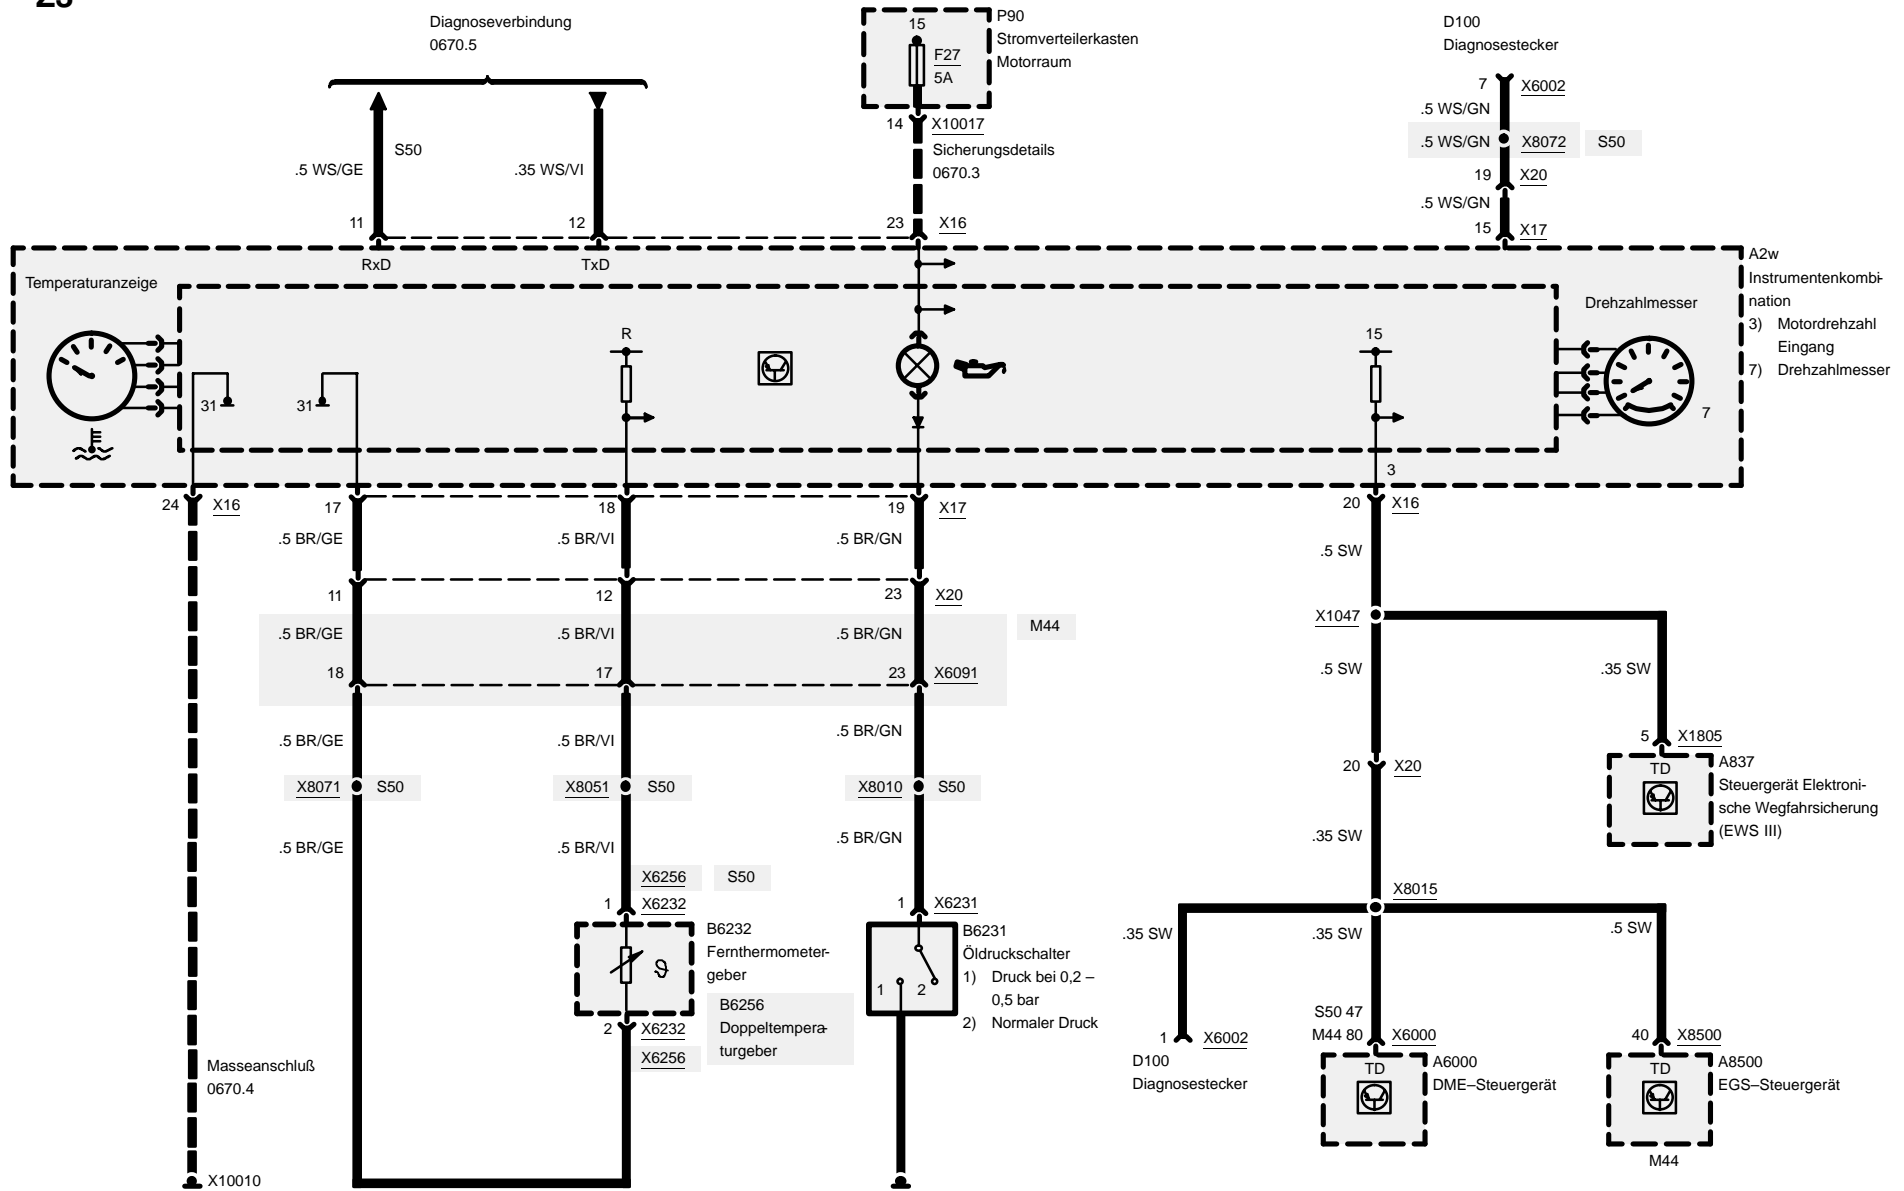 Z3
Diagnoseverbindung
0670.5
15
F27
5A
P90
Stromverteilerkasten
Motorraum
D100
Diagnosestecker
7 X6002
.5 WS/GN
.5 WS/GN X8072 S50
19 X20
.5 WS/GN
15 X17
14 X10017
Sicherungsdetails
0670.3
S50
.5 WS/GE
.35 WS/VI
11
12
23 X16
RxD
TxD
Temperaturanzeige
Drehzahlmesser
A2w
Instrumentenkombi-
nation
3) Motordrehzahl
Eingang
7) Drehzahlmesser
R
15
31
31
7
3
24 X16
17
18
19 X17
20 X16
.5 BR/GE
.5 BR/VI
.5 BR/GN
.5 SW
11
12
23 X20
X1047
.5 BR/GE
.5 BR/VI
.5 BR/GN
M44
18
17
23 X6091
.5 SW
.35 SW
.5 BR/GE
.5 BR/VI
.5 BR/GN
5 X1805
TD
A837
Steuergerät Elektroni-
sche Wegfahrsicherung
(EWS III)
20 X20
X8071 S50
X8051 S50
X8010 S50
.5 BR/GE
.5 BR/VI
.5 BR/GN
.35 SW
X6256 S50
1 X6232
1 X6231
X8015
B6232
Fernthermometer-
geber
ϑ
B6256
Doppeltempera-
turgeber
2 X6232
X6256
B6231
Öldruckschalter
1) Druck bei 0,2 –
0,5 bar
2) Normaler Druck
1
2
.35 SW
.35 SW
.5 SW
1 X6002
D100
Diagnosestecker
S50 47
M44 80 X6000
TD
A6000
DME–Steuergerät
40 X8500
TD
A8500
EGS–Steuergerät
M44
Masseanschluß
0670.4
X10010